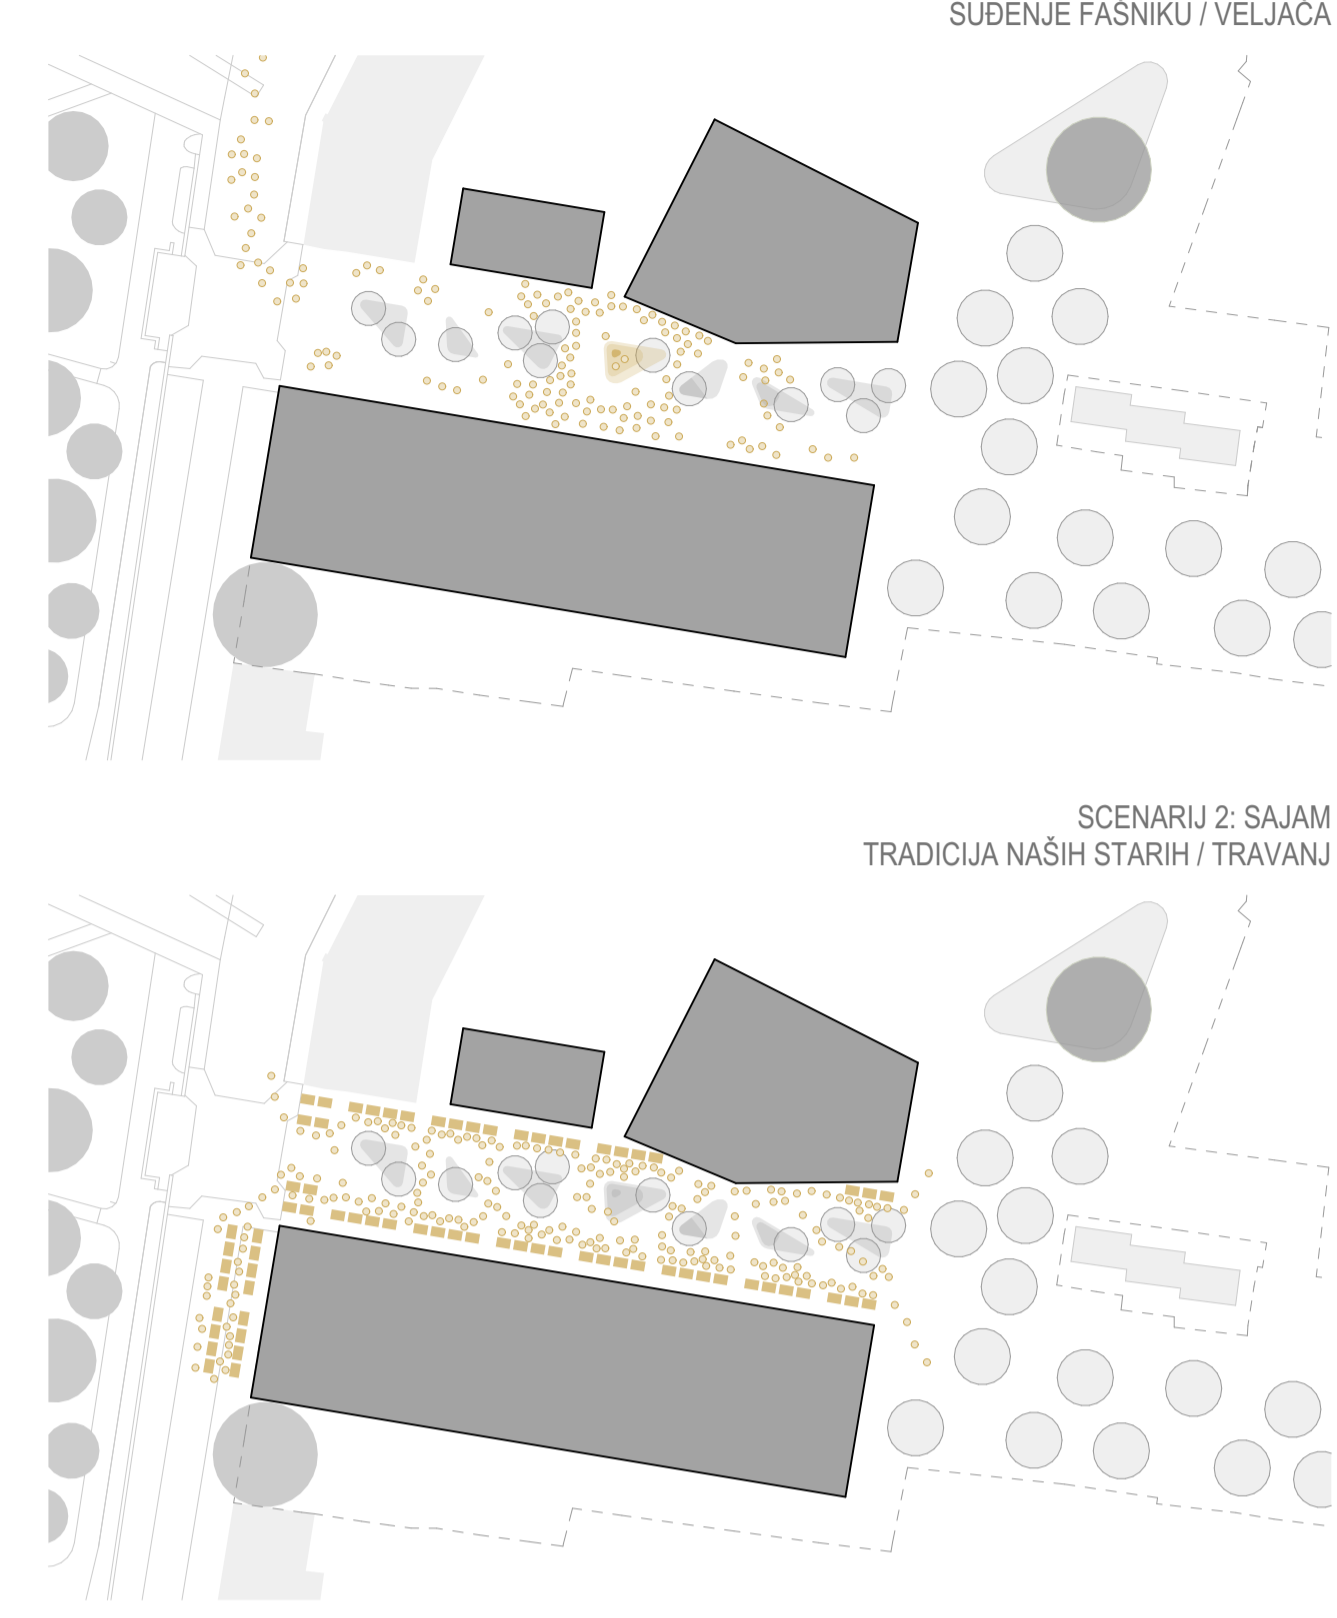 SUĐENJE FAŠNIKU / VELJAČA
SCENARIJ 2: SAJAM
TRADICIJA NAŠIH STARIH / TRAVANJ